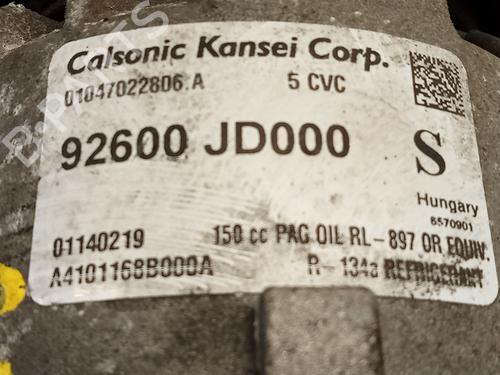 Calsonic Kansei Corp.
01047022806.A 5 CVC
92600 JD000 S
Hungary
6570901
01140219 150 cc PAG OIL RL-897 OR EQUIV.
A4101168B000A R-134a REFRIGERANT
B-PARTS